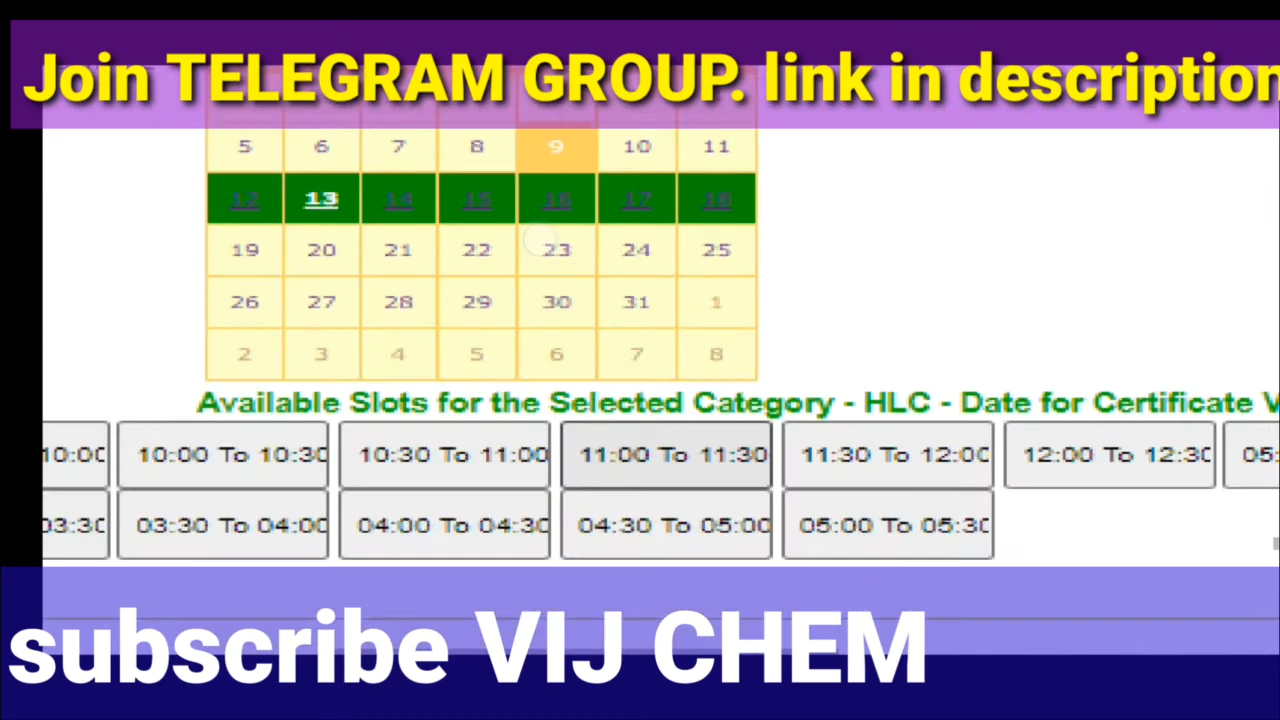 Join TELEGRAM GROUP. link in description
5 6 7 8 9 10 11
12 13 14 15 16 17 18
19 20 21 22 23 24 25
26 27 28 29 30 31 1
2 3 4 5 6 7 8
Available Slots for the Selected Category - HLC - Date for Certificate V
10:00 10:00 To 10:30 10:30 To 11:00 11:00 To 11:30 11:30 To 12:00 12:00 To 12:30 05:
03:30 03:30 To 04:00 04:00 To 04:30 04:30 To 05:00 05:00 To 05:30
subscribe VIJ CHEM